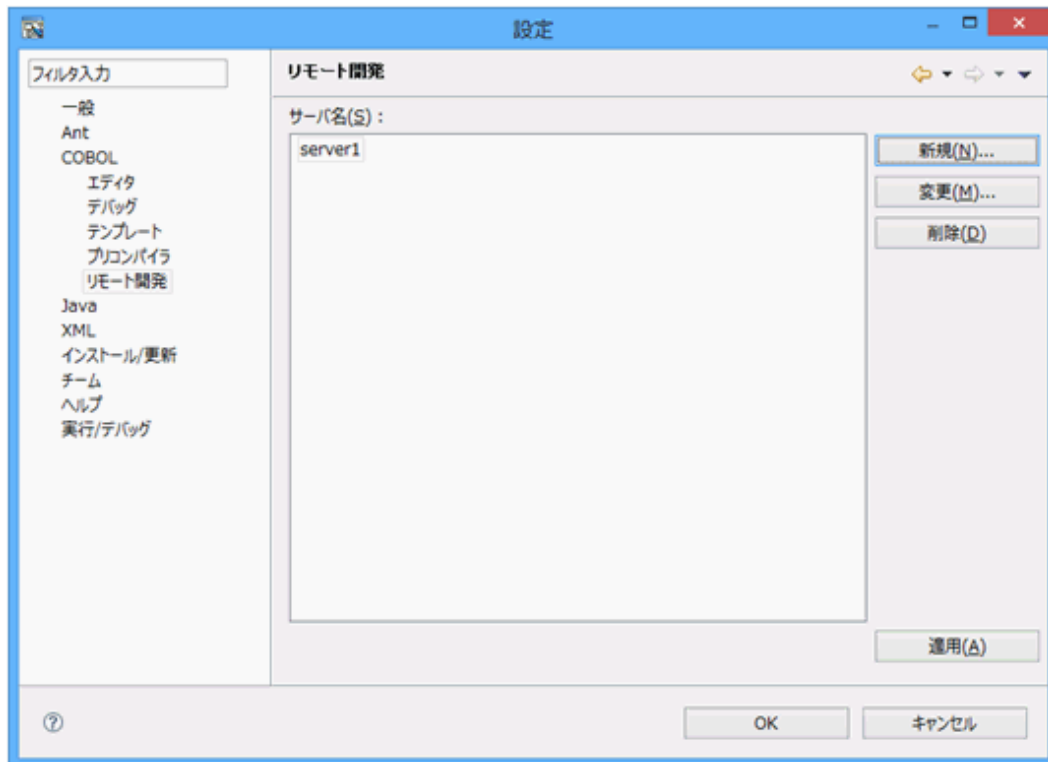 設定
フィルタ入力
一般
Ant
COBOL
エディタ
デバッグ
テンプレート
プリコンパイラ
リモート開発
Java
XML
インストール/更新
チーム
ヘルプ
実行/デバッグ
リモート開発
サーバ名(S):
server1
新規(N)...
変更(M)...
削除(D)
適用(A)
OK
キャンセル